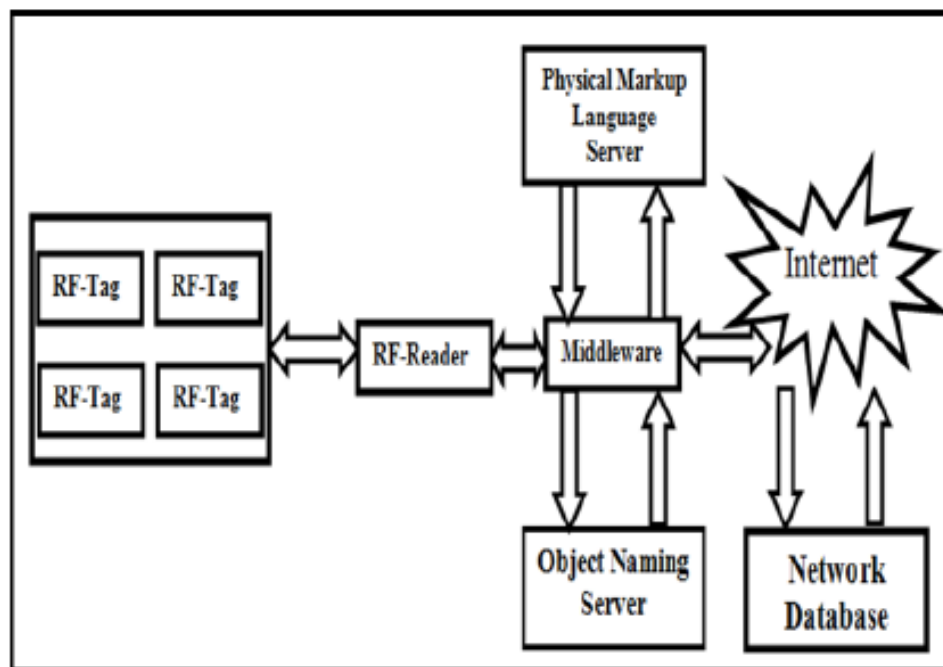 Physical Markup
Language
Server
Internet
RF-Tag
RF-Tag
RF-Tag
RF-Tag
RF-Reader
Middleware
Object Naming
Server
Network
Database